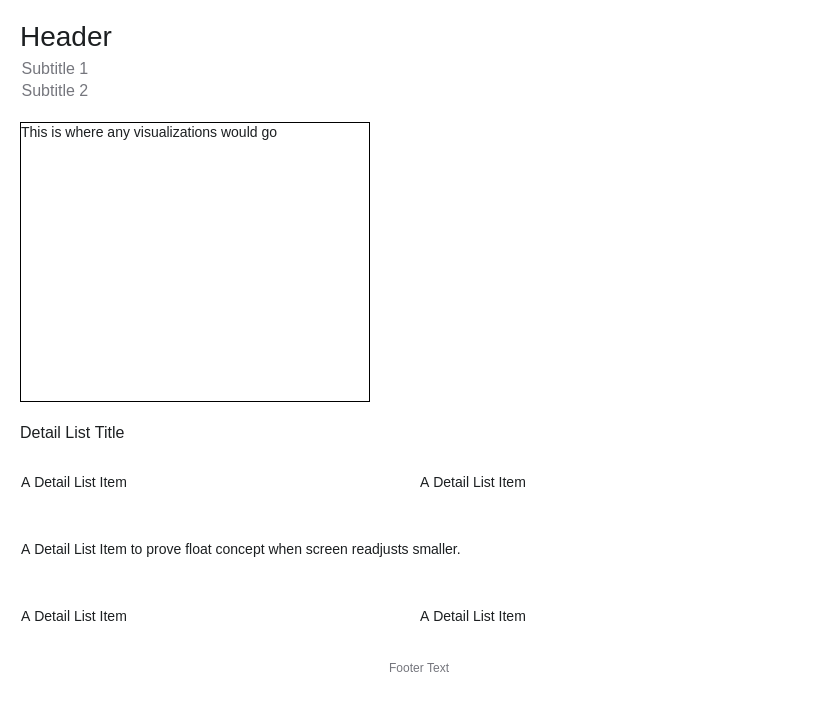 Header
Subtitle 1
Subtitle 2
This is where any visualizations would go
Detail List Title
A Detail List Item
A Detail List Item
A Detail List Item to prove float concept when screen readjusts smaller.
A Detail List Item
A Detail List Item
Footer Text